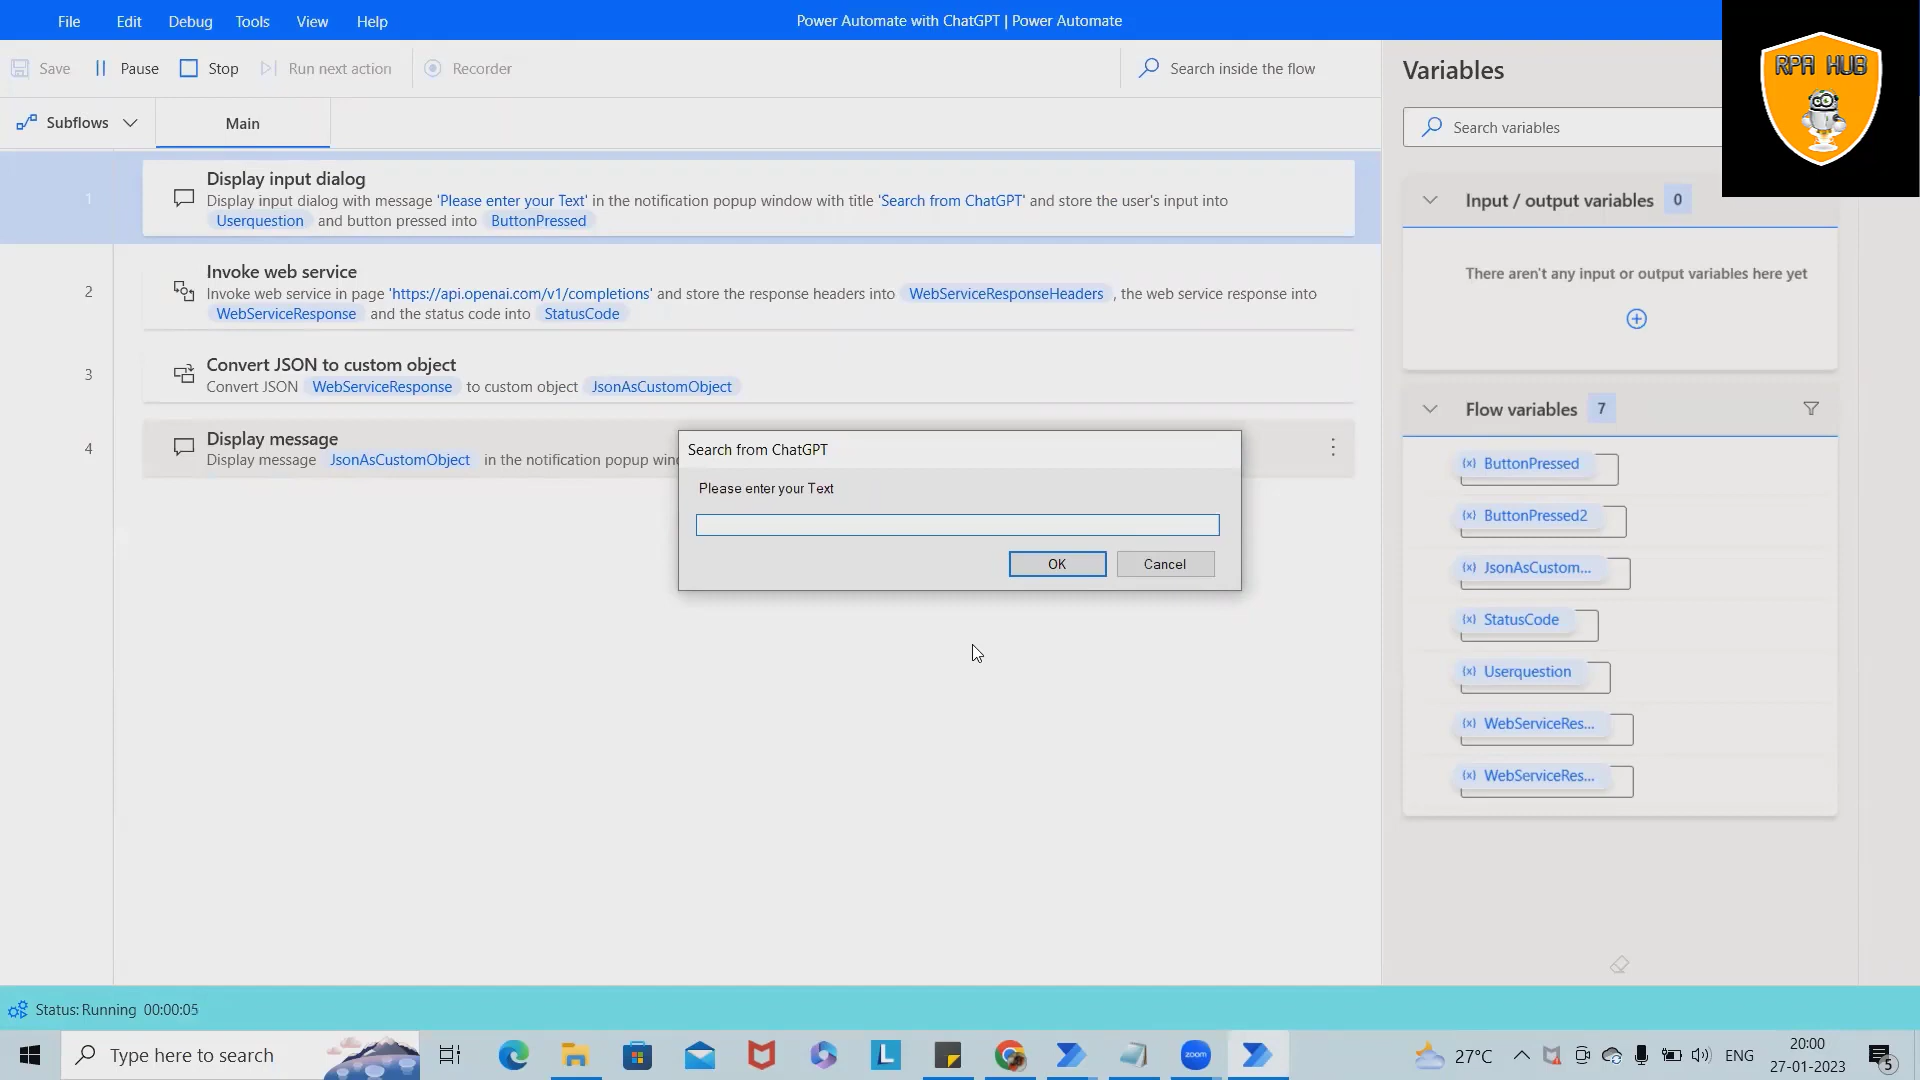 File Edit Debug Tools View Help
Power Automate with ChatGPT | Power Automate
Save Pause Stop Run next action Recorder
Search inside the flow
Subflows Main
1
Display input dialog
Display input dialog with message 'Please enter your Text' in the notification popup window with title 'Search from ChatGPT' and store the user's input into
Userquestion and button pressed into ButtonPressed
2
Invoke web service
Invoke web service in page 'https://api.openai.com/v1/completions' and store the response headers into WebServiceResponseHeaders , the web service response into
WebServiceResponse and the status code into StatusCode
3
Convert JSON to custom object
Convert JSON WebServiceResponse to custom object JsonAsCustomObject
4
Display message
Display message JsonAsCustomObject in the notification popup
Search from ChatGPT
Please enter your Text
OK Cancel
Variables
RPA HUB
Search variables
Input / output variables 0
There aren't any input or output variables here yet
Flow variables 7
(x) ButtonPressed
(x) ButtonPressed2
(x) JsonAsCustom...
(x) StatusCode
(x) Userquestion
(x) WebServiceRes...
(x) WebServiceRes...
Status: Running 00:00:05
Type here to search
L
zoom
27°C
ENG
20:00
27-01-2023
5